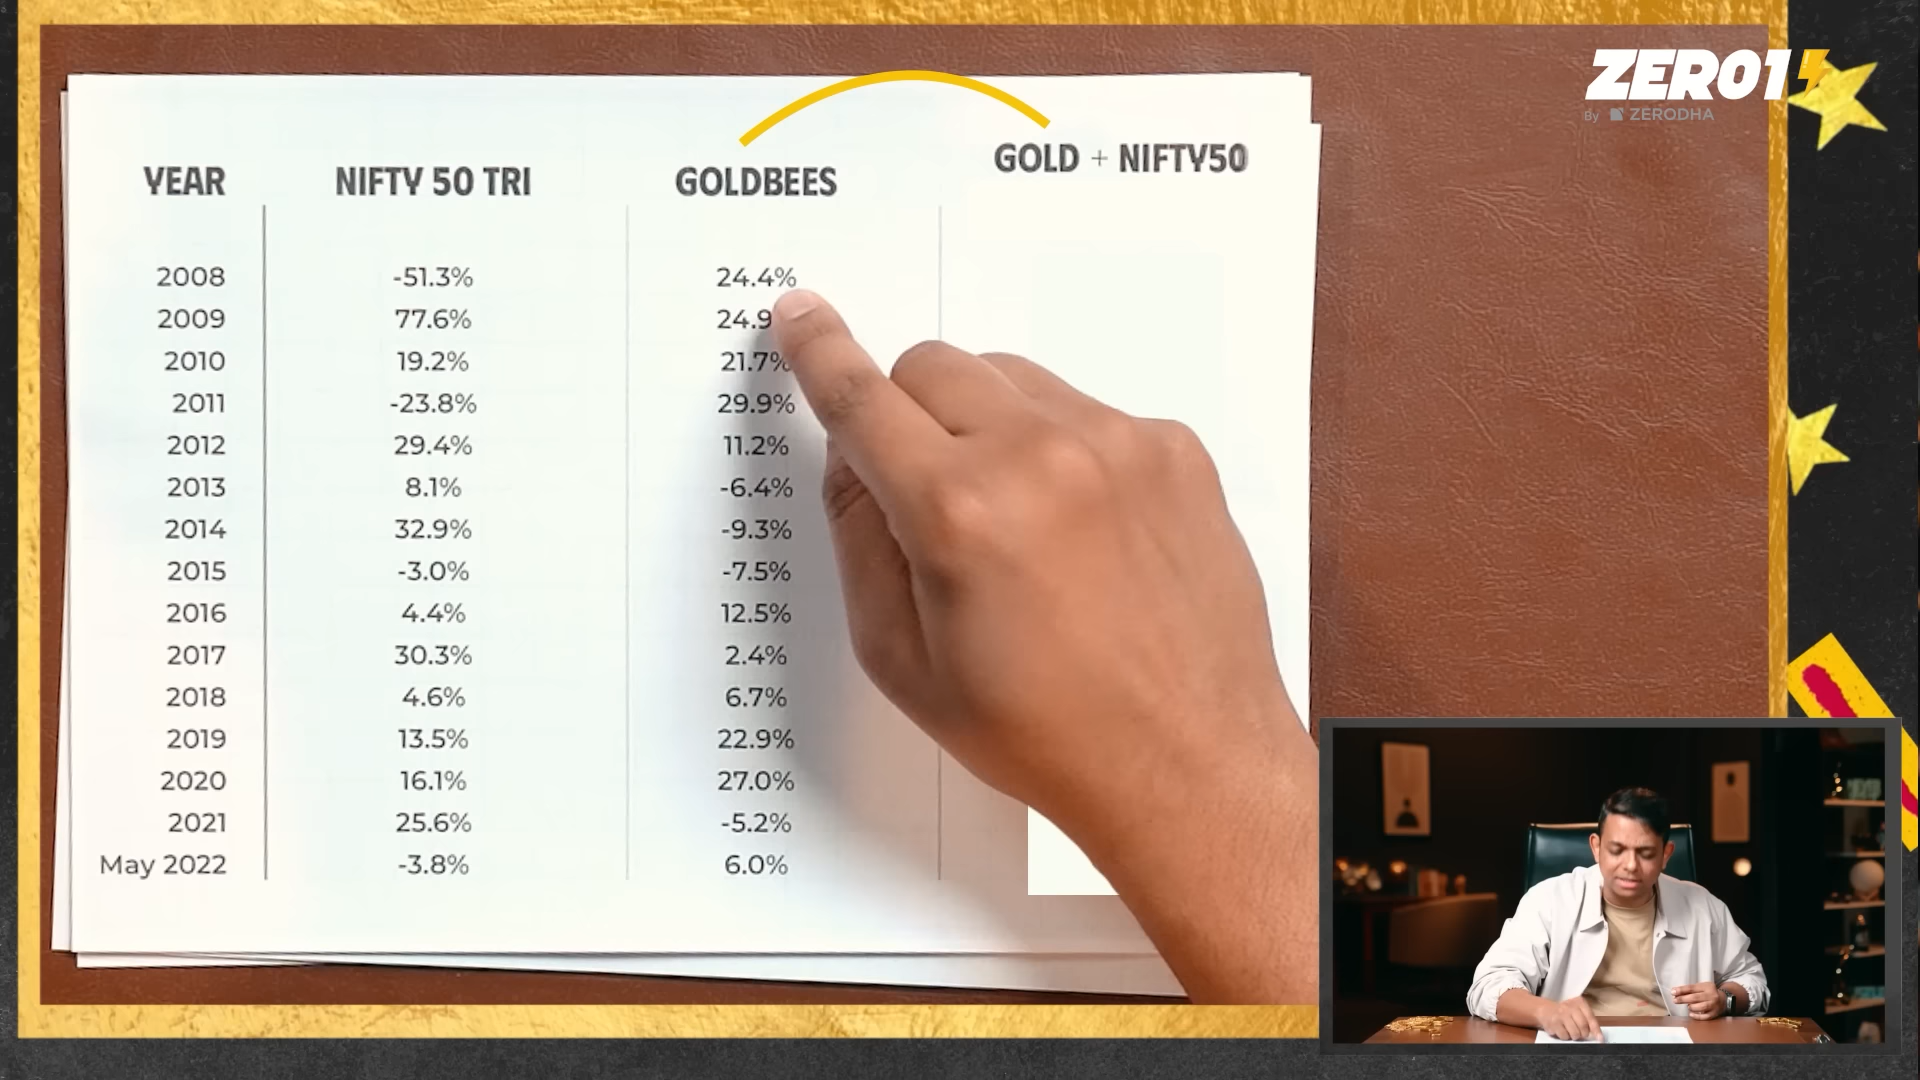 ZERO1
By ZERODHA
YEAR NIFTY 50 TRI GOLDBEES GOLD + NIFTY50
2008 -51.3% 24.4%
2009 77.6% 24.9
2010 19.2% 21.7%
2011 -23.8% 29.9%
2012 29.4% 11.2%
2013 8.1% -6.4%
2014 32.9% -9.3%
2015 -3.0% -7.5%
2016 4.4% 12.5%
2017 30.3% 2.4%
2018 4.6% 6.7%
2019 13.5% 22.9%
2020 16.1% 27.0%
2021 25.6% -5.2%
May 2022 -3.8% 6.0%